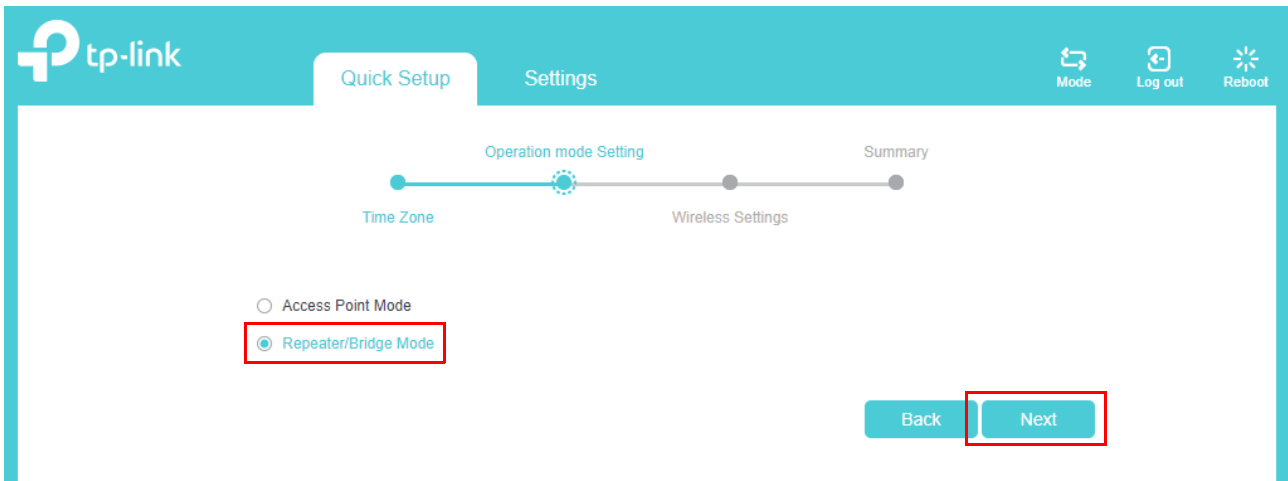 tp-link
Quick Setup
Settings
Mode
Log out
Reboot
Operation mode Setting
Summary
Time Zone
Wireless Settings
Access Point Mode
Repeater/Bridge Mode
Back
Next